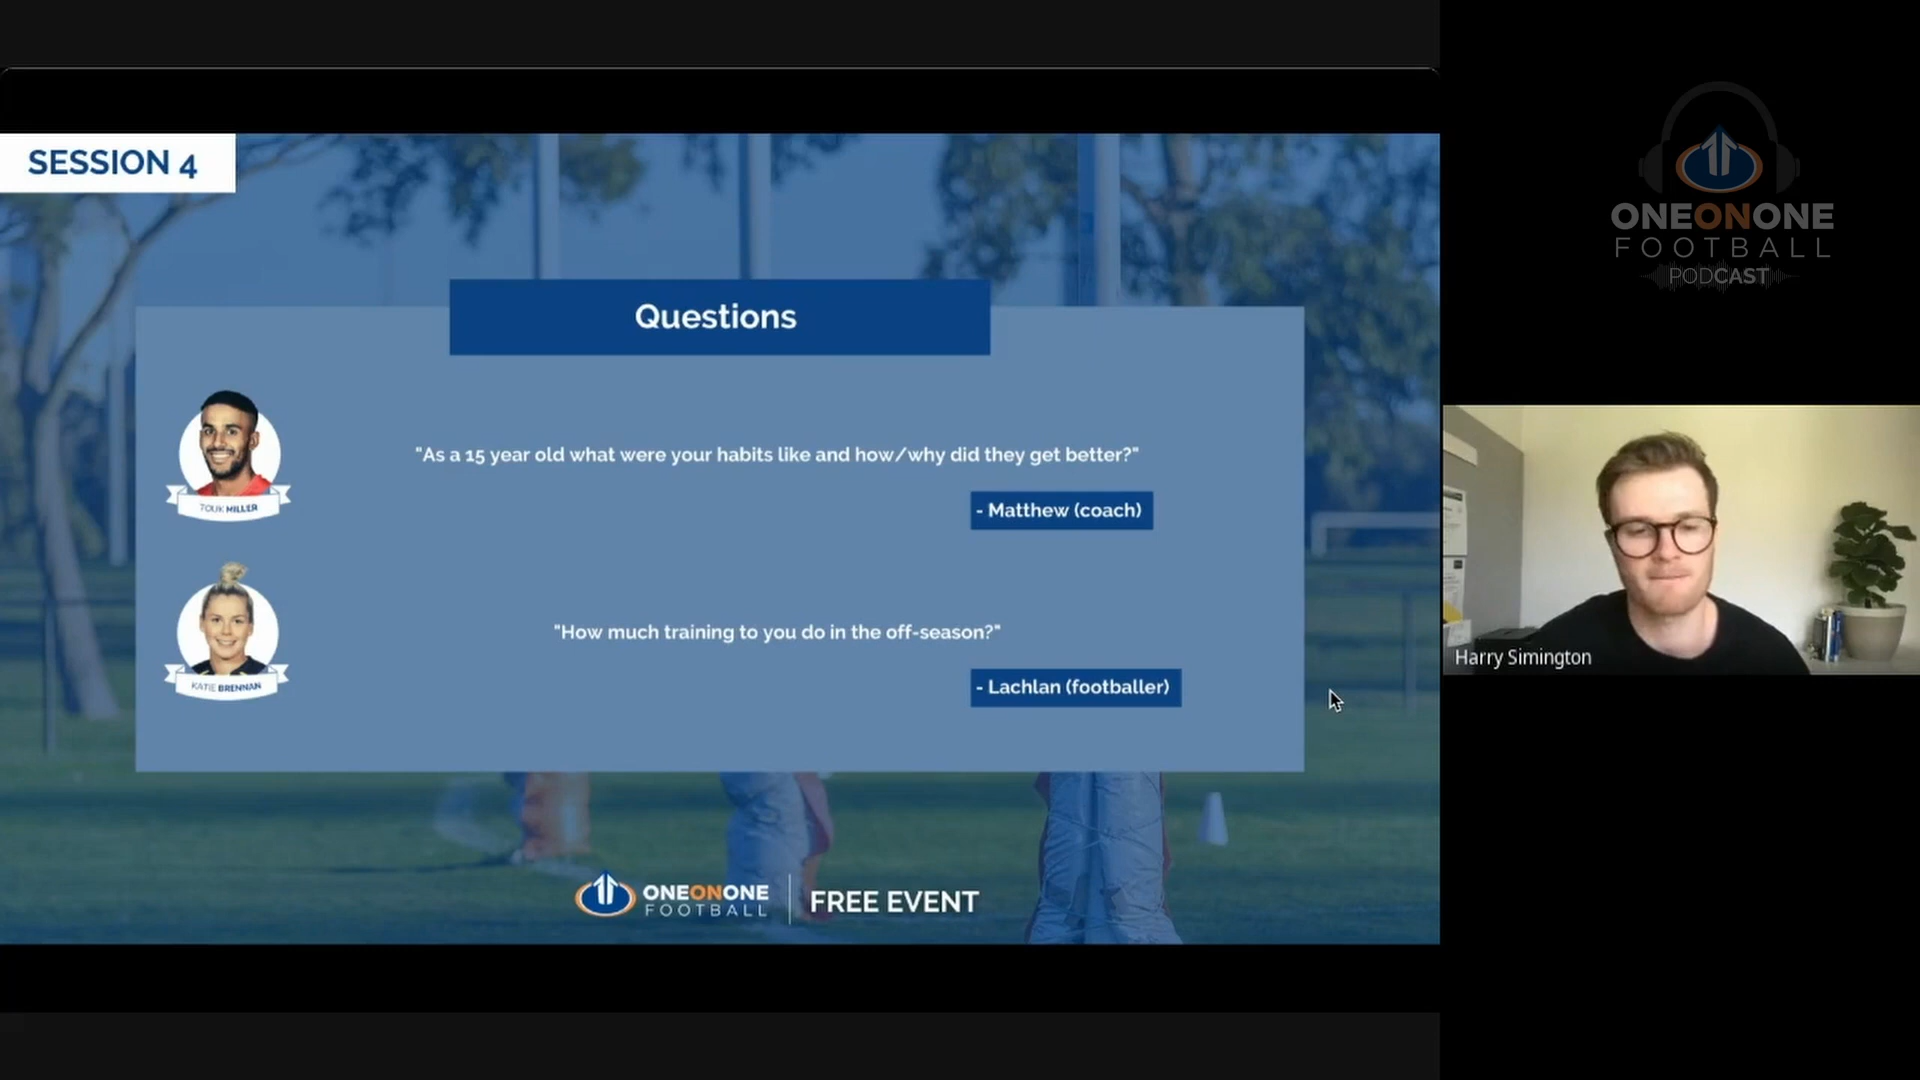 SESSION 4
Questions
"As a 15 year old what were your habits like and how/why did they get better?"
- Matthew (coach)
TOUK MILLER
"How much training to you do in the off-season?"
- Lachlan (footballer)
KATIE BRENNAN
ONEONONE
FOOTBALL
FREE EVENT
ONEONONE
FOOTBALL
PODCAST
Harry Simington